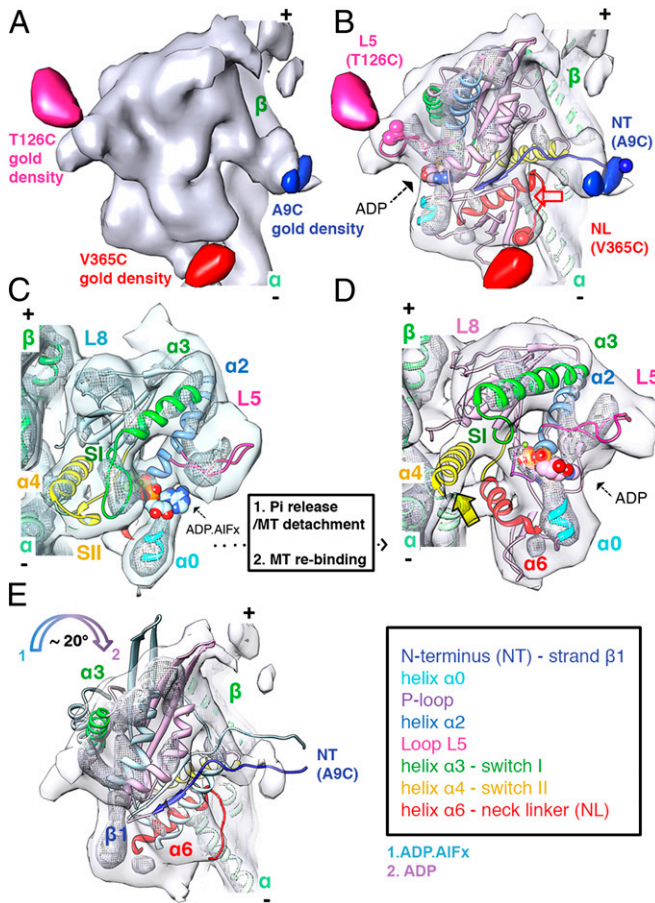 A
+
β
T126C
gold
density
A9C
gold density
V365C
gold density
α
-
B
+
L5
(T126C)
β
NT
(A9C)
ADP
NL
(V365C)
α
-
C
+
β
L8
α3
α2
L5
SI
α4
ADP.AlFx
α
-
SII
α0
1. Pi release
/MT detachment
2. MT re-binding
D
+
β
L8
α3
α2
L5
SI
α4
ADP
α
-
α6
α0
E
1
~ 20°
2
+
α3
β
NT
(A9C)
β1
α6
α
-
N-terminus (NT) - strand β1
helix α0
P-loop
helix α2
Loop L5
helix α3 - switch I
helix α4 - switch II
helix α6 - neck linker (NL)
1.ADP.AlFx
2. ADP